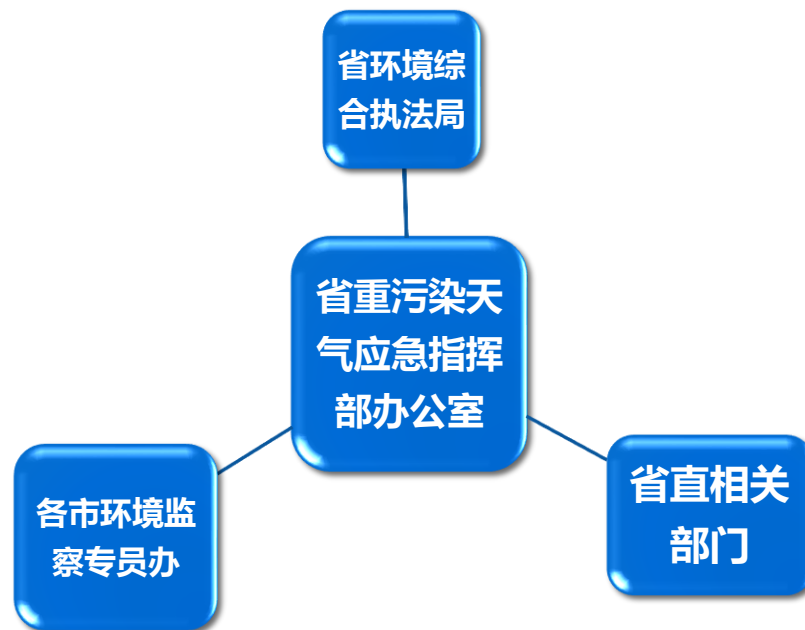 省环境综
合执法局
省重污染天
气应急指挥
部办公室
各市环境监
察专员办
省直相关
部门